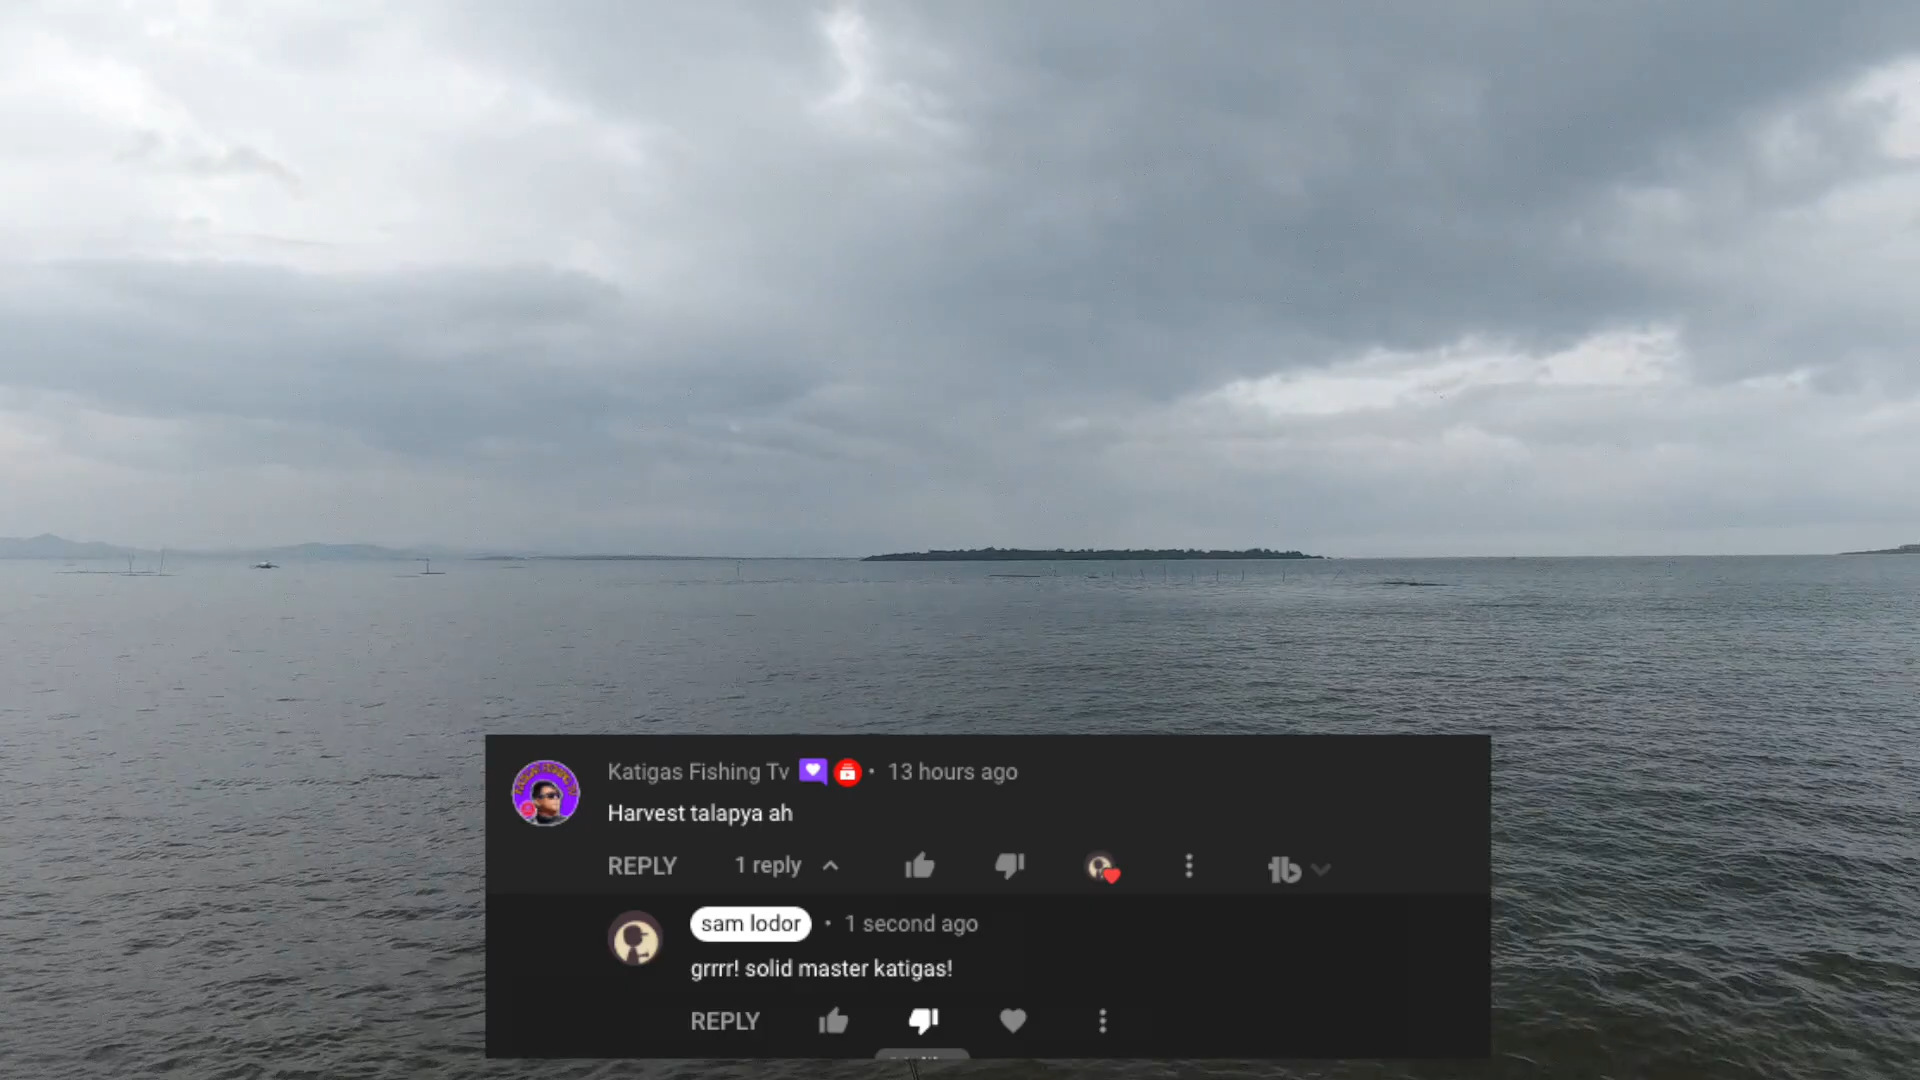 Katigas Fishing Tv • 13 hours ago
Harvest talapya ah
REPLY 1 reply
sam lodor • 1 second ago
grrrr! solid master katigas!
REPLY